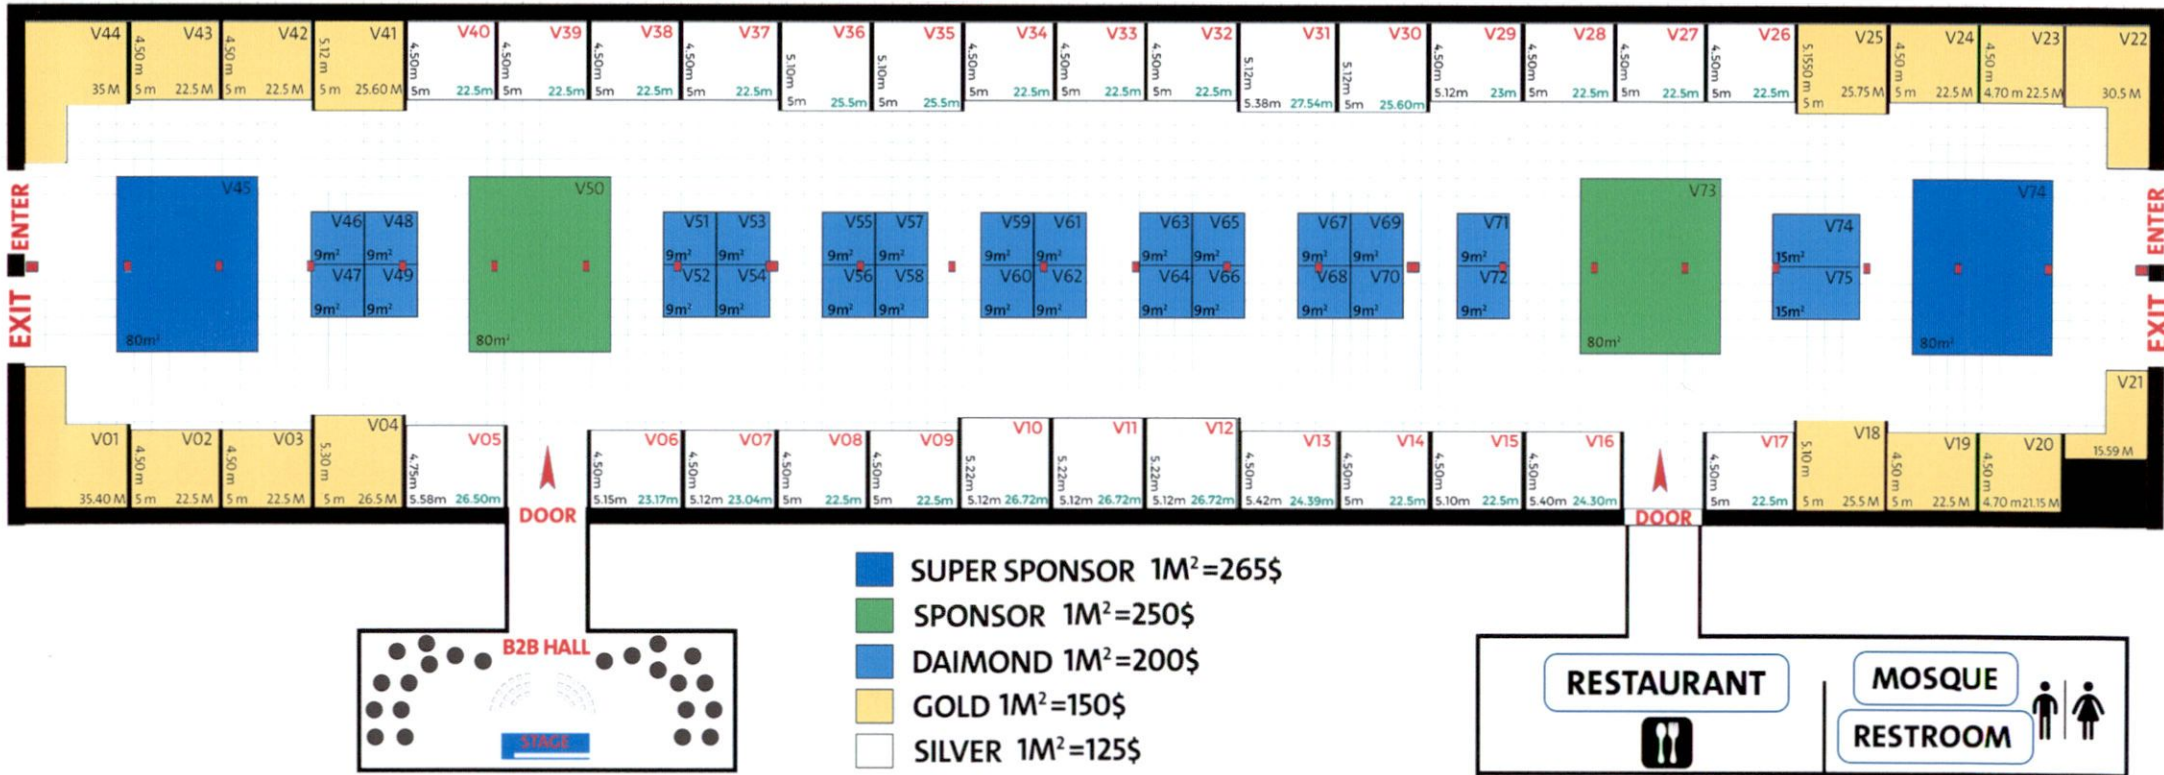 V44 V43 V42 V41 V40 V39 V38 V37 V36 V35 V34 V33 V32 V31 V30 V29 V28 V27 V26 V25 V24 V23 V22
4.50 m 4.50 m 5.12 m 4.50m 4.50m 4.50m 4.50m 5.10m 5.10m 4.50m 4.50m 4.50m 5.12m 5.12m 4.50m 4.50m 4.50m 4.50m 5.1550 m 4.50 m 4.50 m
35 M 5 m 22.5 M 5 m 22.5 M 5 m 25.60 M 5m 22.5m 5m 22.5m 5m 22.5m 5m 22.5m 5m 25.5m 5m 25.5m 5m 22.5m 5m 22.5m 5m 22.5m 5.38m 27.54m 5m 25.60m 5.12m 23m 5m 22.5m 5m 22.5m 5m 22.5m 5 m 25.75 M 5 m 22.5 M 4.70 m 22.5 M 30.5 M
ENTER
EXIT
V45 V50 V73 V74
V46 V48 V51 V53 V55 V57 V59 V61 V63 V65 V67 V69 V71 V74
9m² 9m² 9m² 9m² 9m² 9m² 9m² 9m² 9m² 9m² 9m² 9m² 9m² 15m²
V47 V49 V52 V54 V56 V58 V60 V62 V64 V66 V68 V70 V72 V75
9m² 9m² 9m² 9m² 9m² 9m² 9m² 9m² 9m² 9m² 9m² 9m² 9m² 15m²
80m² 80m² 80m² 80m²
ENTER
EXIT
V01 V02 V03 V04 V05 V06 V07 V08 V09 V10 V11 V12 V13 V14 V15 V16 V17 V18 V19 V20 V21
4.50 m 4.50 m 5.30 m 4.75m 4.50m 4.50m 4.50m 4.50m 5.22m 5.22m 5.22m 4.50m 4.50m 4.50m 4.50m 4.50m 5.10 m 4.50 m 4.50 m
35.40 M 5 m 22.5 M 5 m 22.5 M 5 m 26.5 M 5.58m 26.50m 5.15m 23.17m 5.12m 23.04m 5m 22.5m 5m 22.5m 5.12m 26.72m 5.12m 26.72m 5.12m 26.72m 5.42m 24.39m 5m 22.5m 5.10m 22.5m 5.40m 24.30m 5m 22.5m 5 m 25.5 M 5 m 22.5 M 4.70 m 21.15 M 15.59 M
DOOR DOOR
SUPER SPONSOR 1M²=265$
SPONSOR 1M²=250$
DAIMOND 1M²=200$
GOLD 1M²=150$
SILVER 1M²=125$
B2B HALL
STAGE
RESTAURANT
MOSQUE
RESTROOM